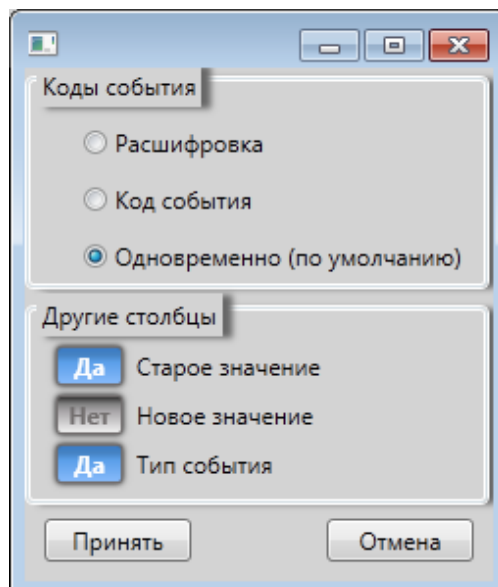 Коды события
Расшифровка
Код события
Одновременно (по умолчанию)
Другие столбцы
Да Старое значение
Нет Новое значение
Да Тип события
Принять Отмена